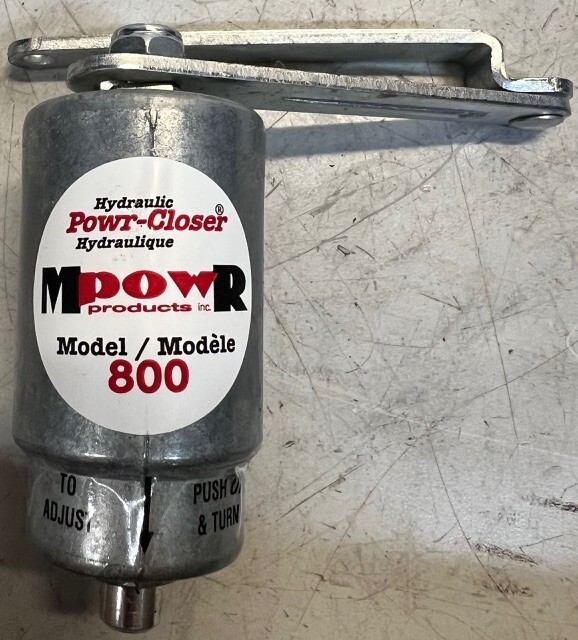 Hydraulic
Powr-Closer®
Hydraulique
MPOWR
products inc.
Model / Modèle
800
TO
ADJUST
PUSH
& TURN